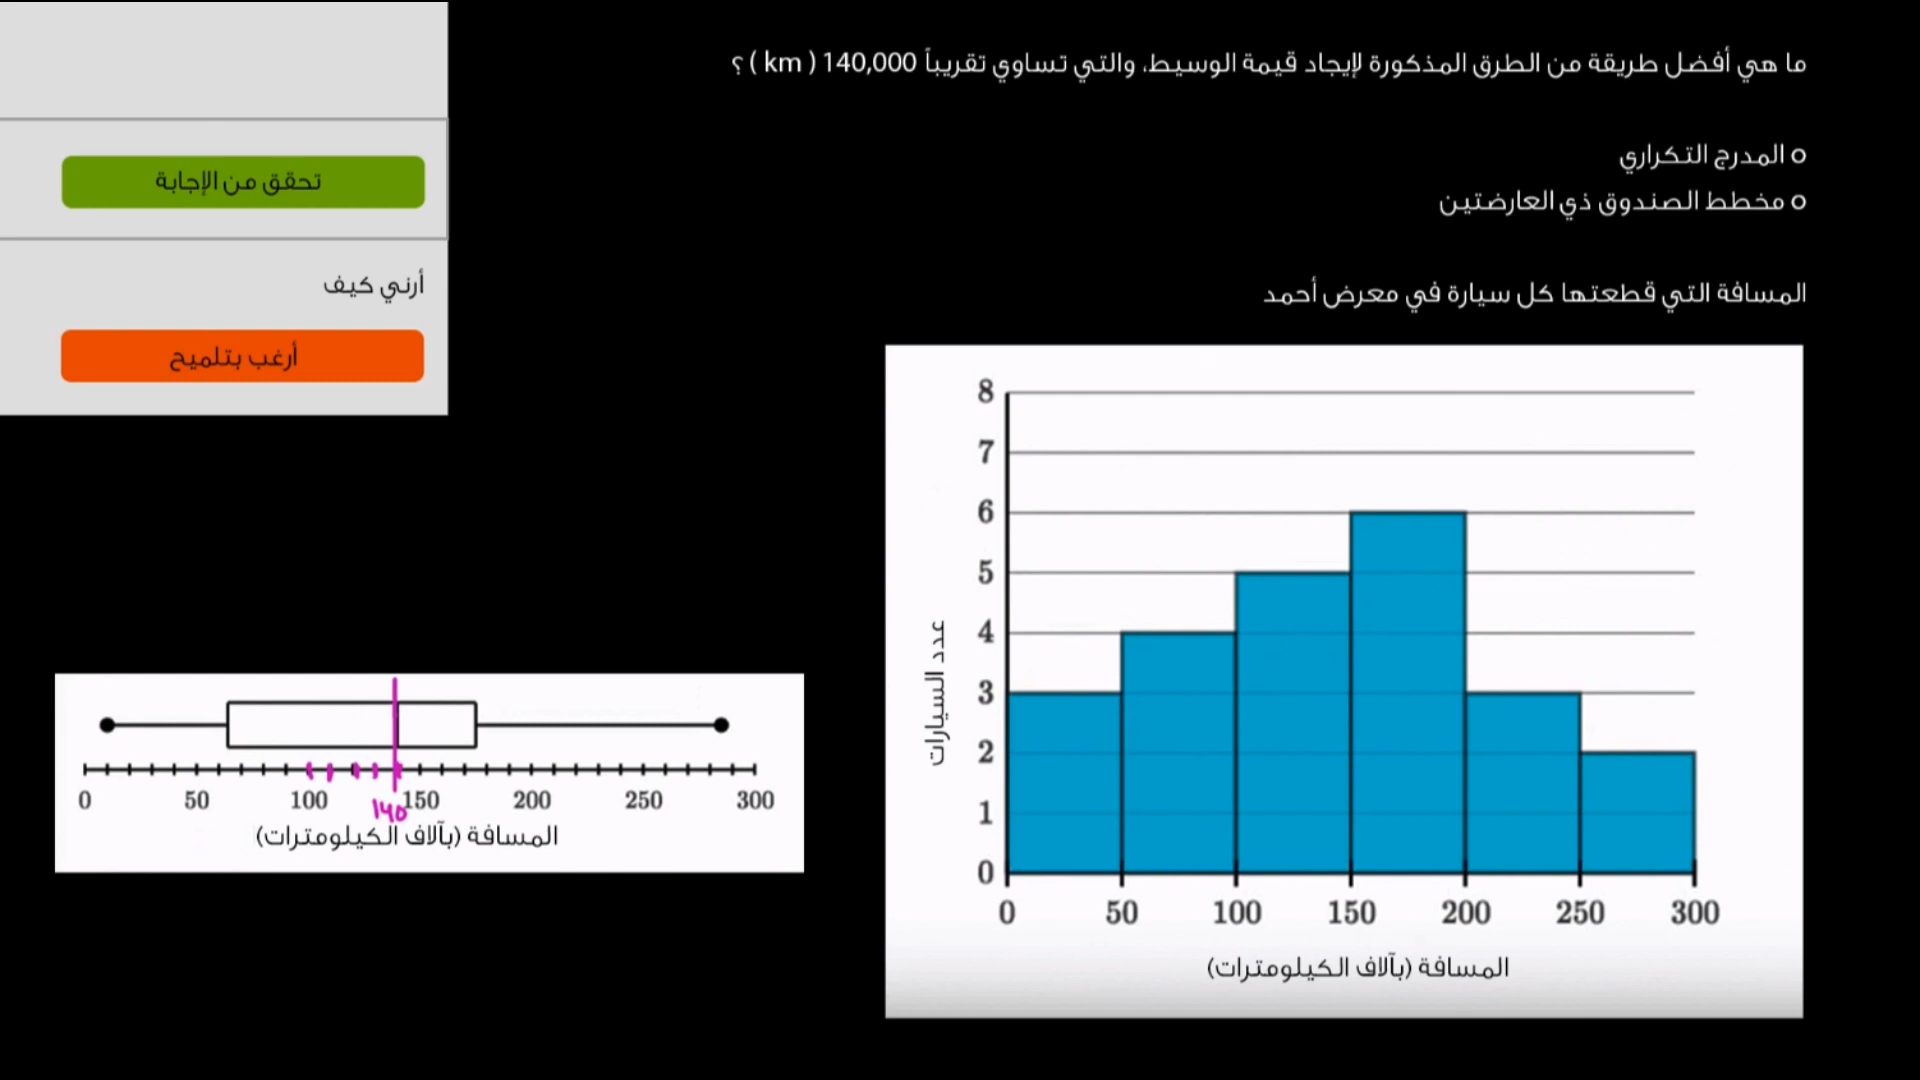 ما هي أفضل طريقة من الطرق المذكورة لإيجاد قيمة الوسيط، والتي تساوي تقريباً 140,000 ( km ) ؟
المدرج التكراري
مخطط الصندوق ذي العارضتين
المسافة التي قطعتها كل سيارة في معرض أحمد
تحقق من الإجابة
أرني كيف
أرغب بتلميح
8
7
6
5
4
3
2
1
0
عدد السيارات
0 50 100 150 200 250 300
المسافة (بآلاف الكيلومترات)
0 50 100 150 200 250 300
140
المسافة (بآلاف الكيلومترات)